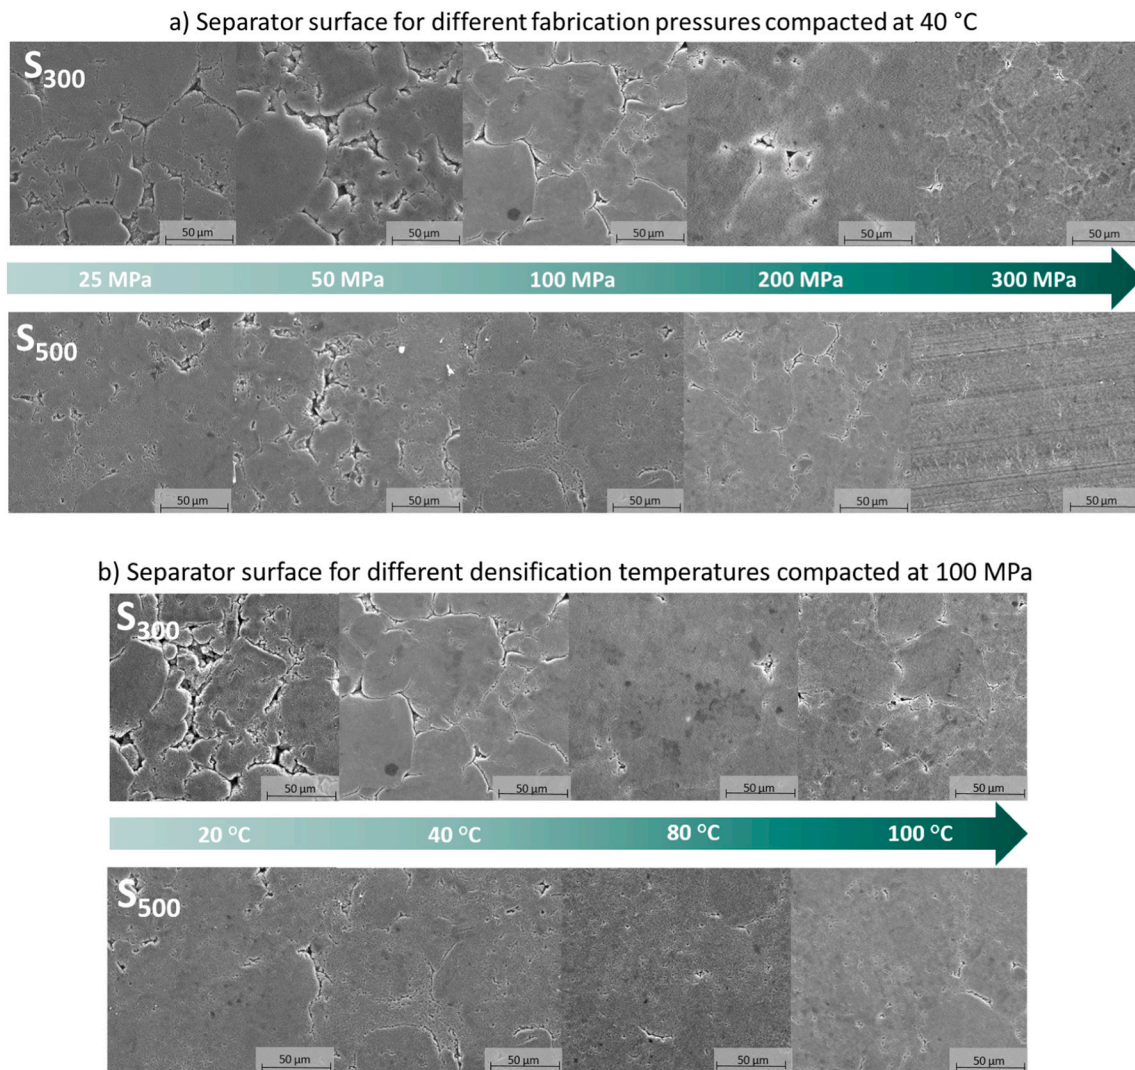 a) Separator surface for different fabrication pressures compacted at 40 °C
S300
50 µm 50 µm 50 µm 50 µm 50 µm
25 MPa 50 MPa 100 MPa 200 MPa 300 MPa
S500
50 µm 50 µm 50 µm 50 µm 50 µm
b) Separator surface for different densification temperatures compacted at 100 MPa
S300
50 µm 50 µm 50 µm 50 µm
20 °C 40 °C 80 °C 100 °C
S500
50 µm 50 µm 50 µm 50 µm